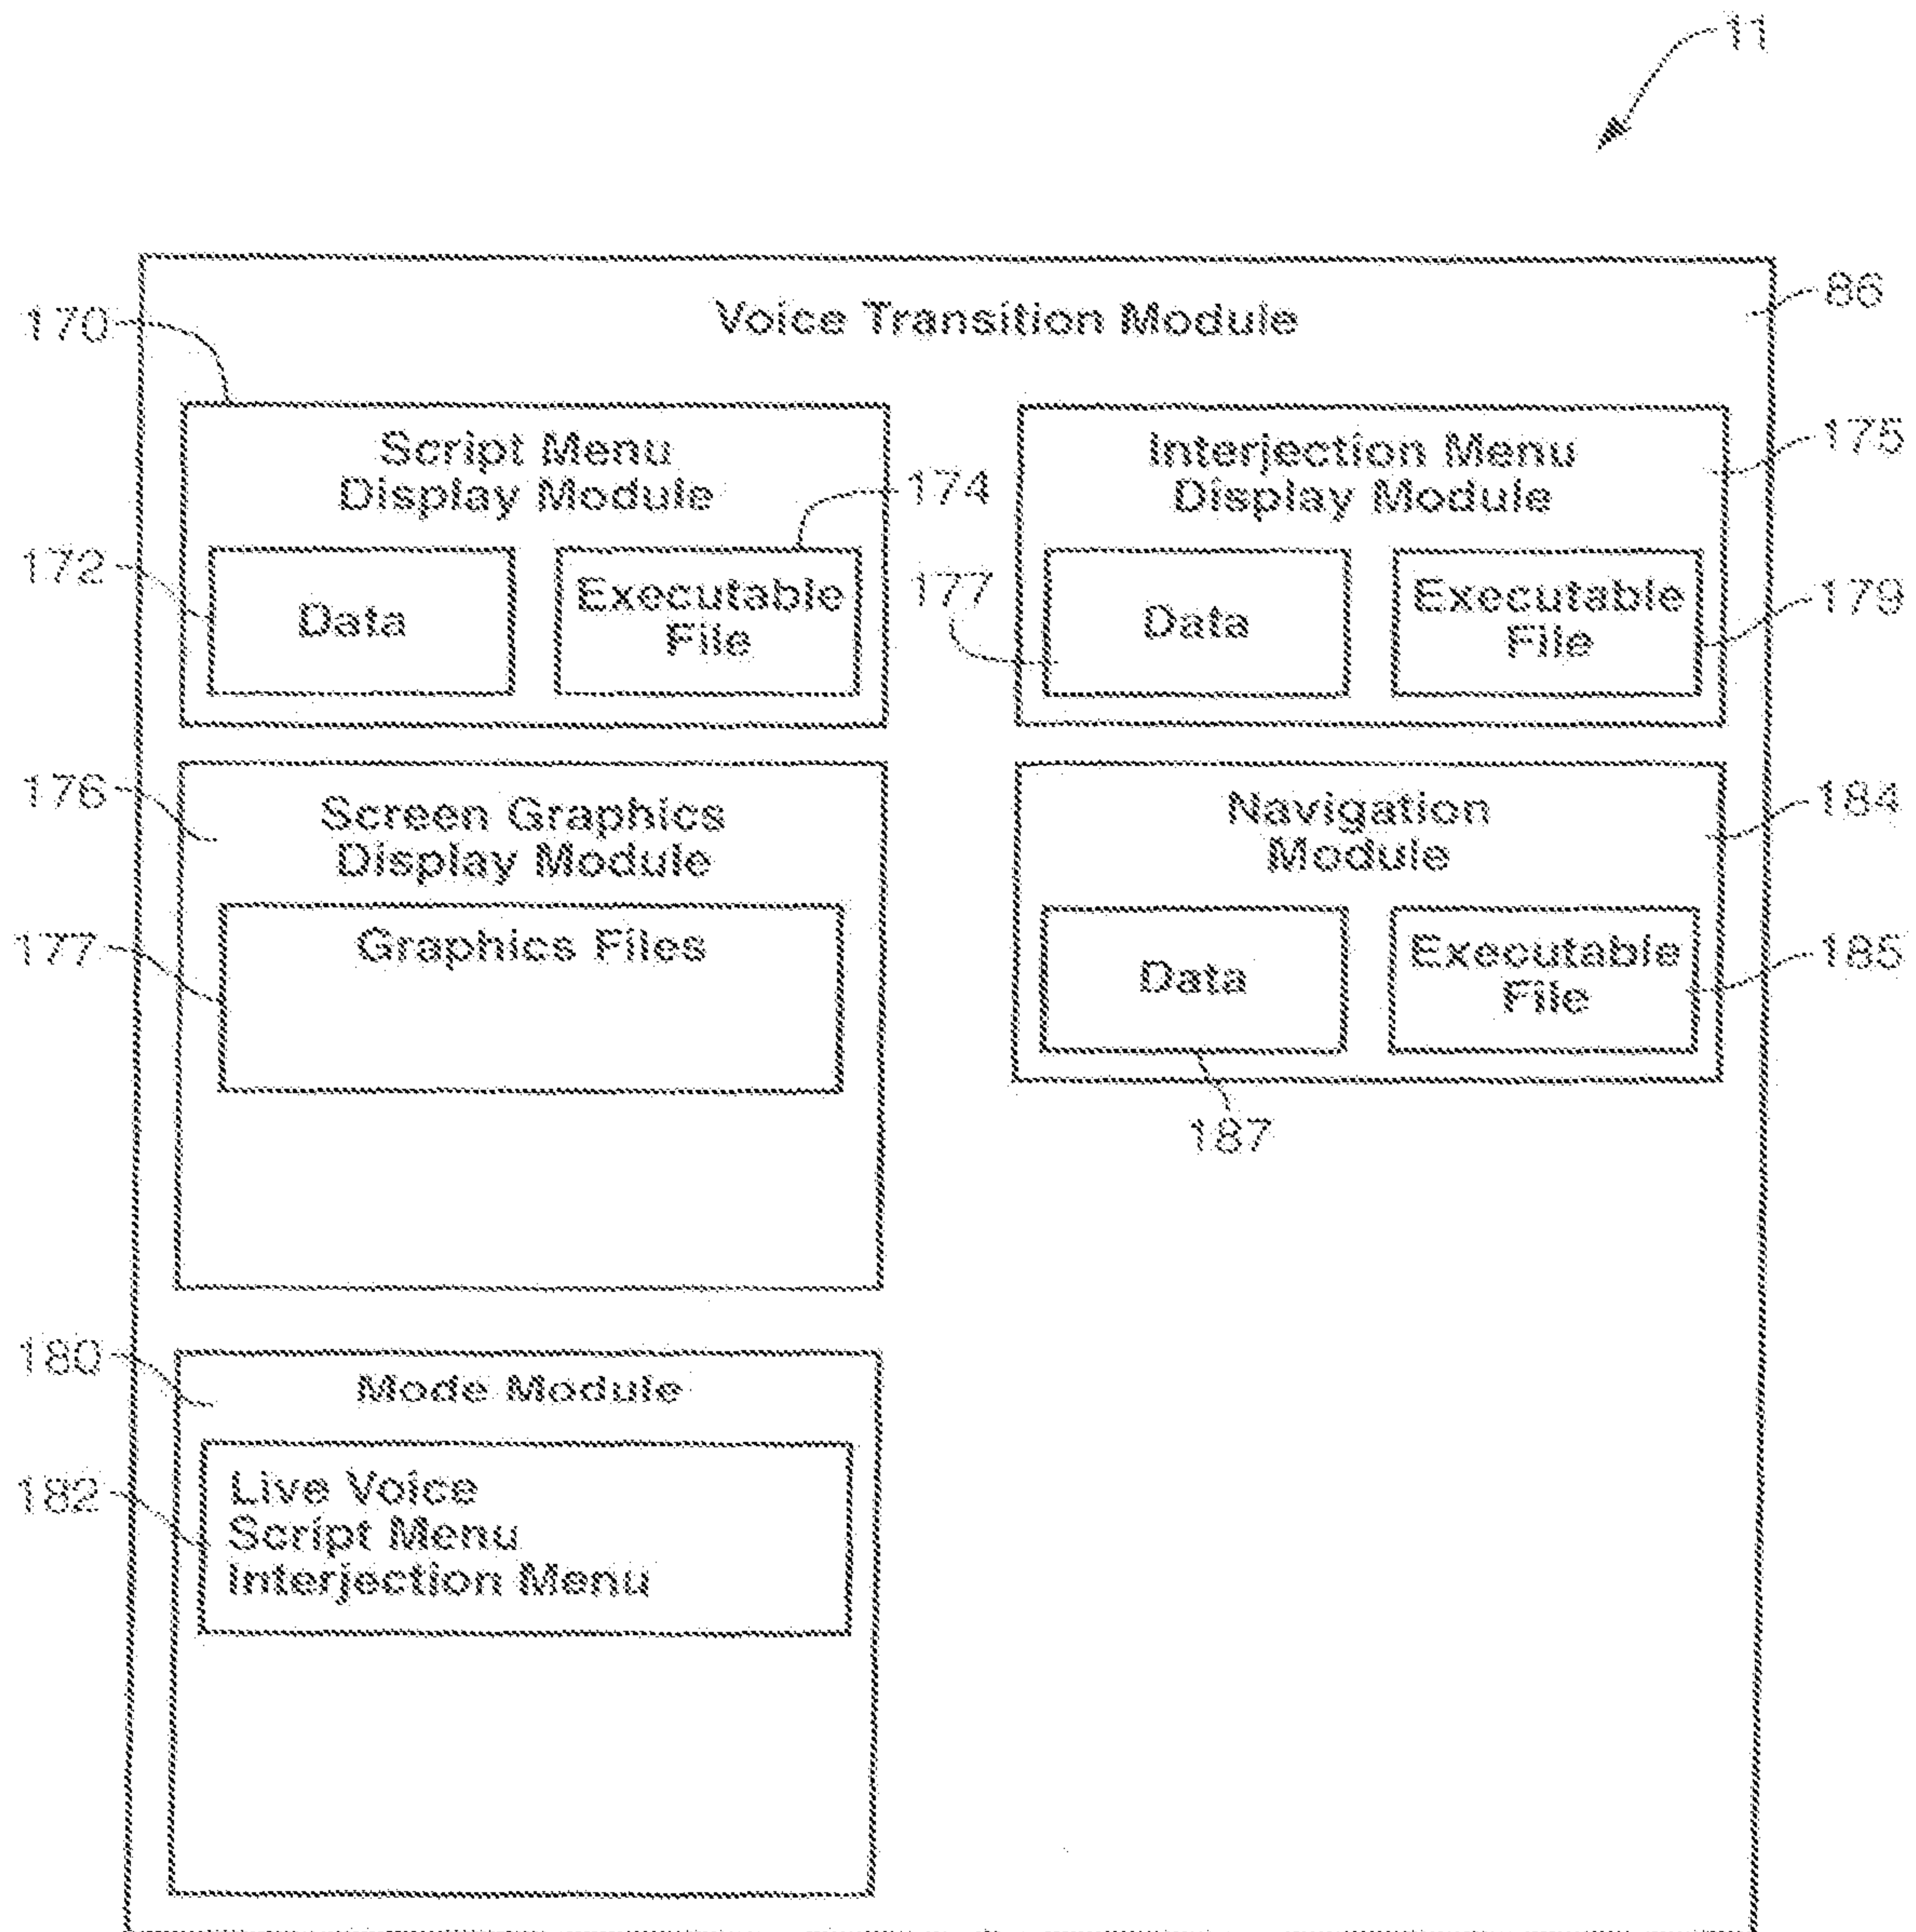 11
Voice Transition Module
86
170
Script Menu
Display Module
174
172
Data
Executable
File
Interjection Menu
Display Module
175
177
Data
Executable
File
179
176
Screen Graphics
Display Module
177
Graphics Files
Navigation
Module
184
Data
Executable
File
185
187
180
Mode Module
182
Live Voice
Script Menu
Interjection Menu